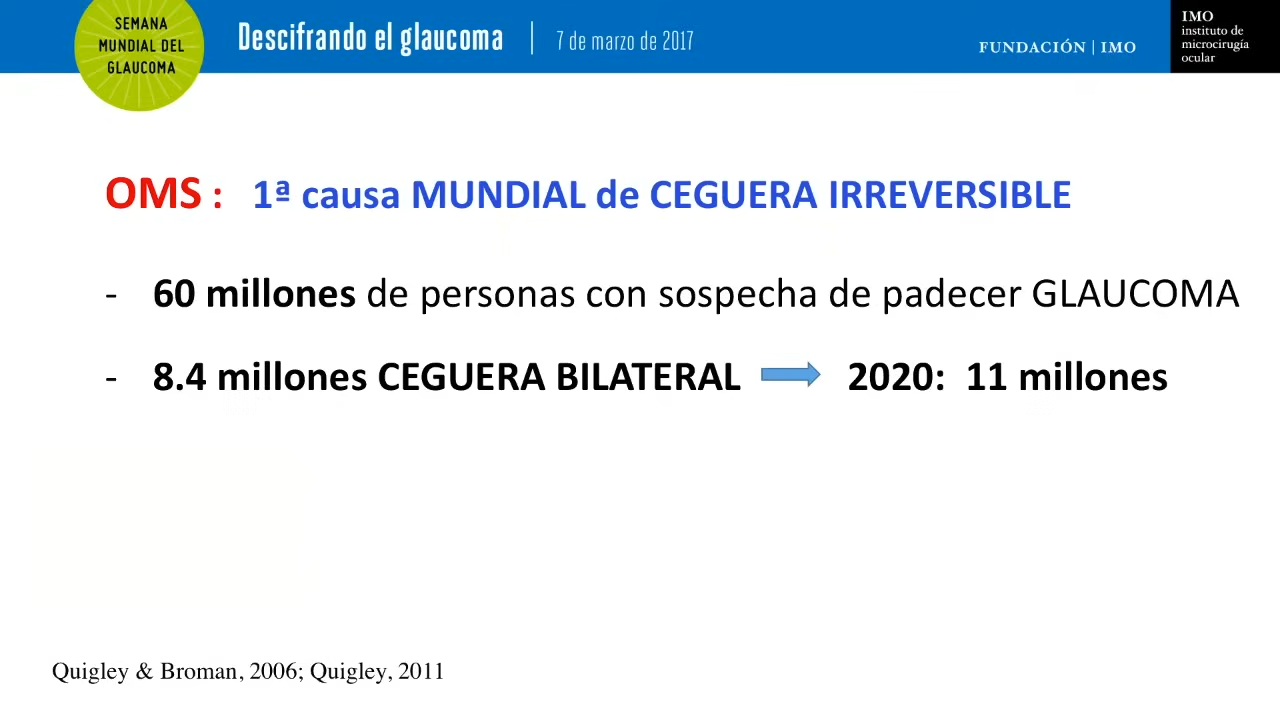 SEMANA
MUNDIAL DEL
GLAUCOMA
Descifrando el glaucoma | 7 de marzo de 2017
FUNDACIÓN | IMO
IMO
instituto de
microcirugía
ocular
OMS : 1ª causa MUNDIAL de CEGUERA IRREVERSIBLE
- 60 millones de personas con sospecha de padecer GLAUCOMA
- 8.4 millones CEGUERA BILATERAL 2020: 11 millones
Quigley & Broman, 2006; Quigley, 2011